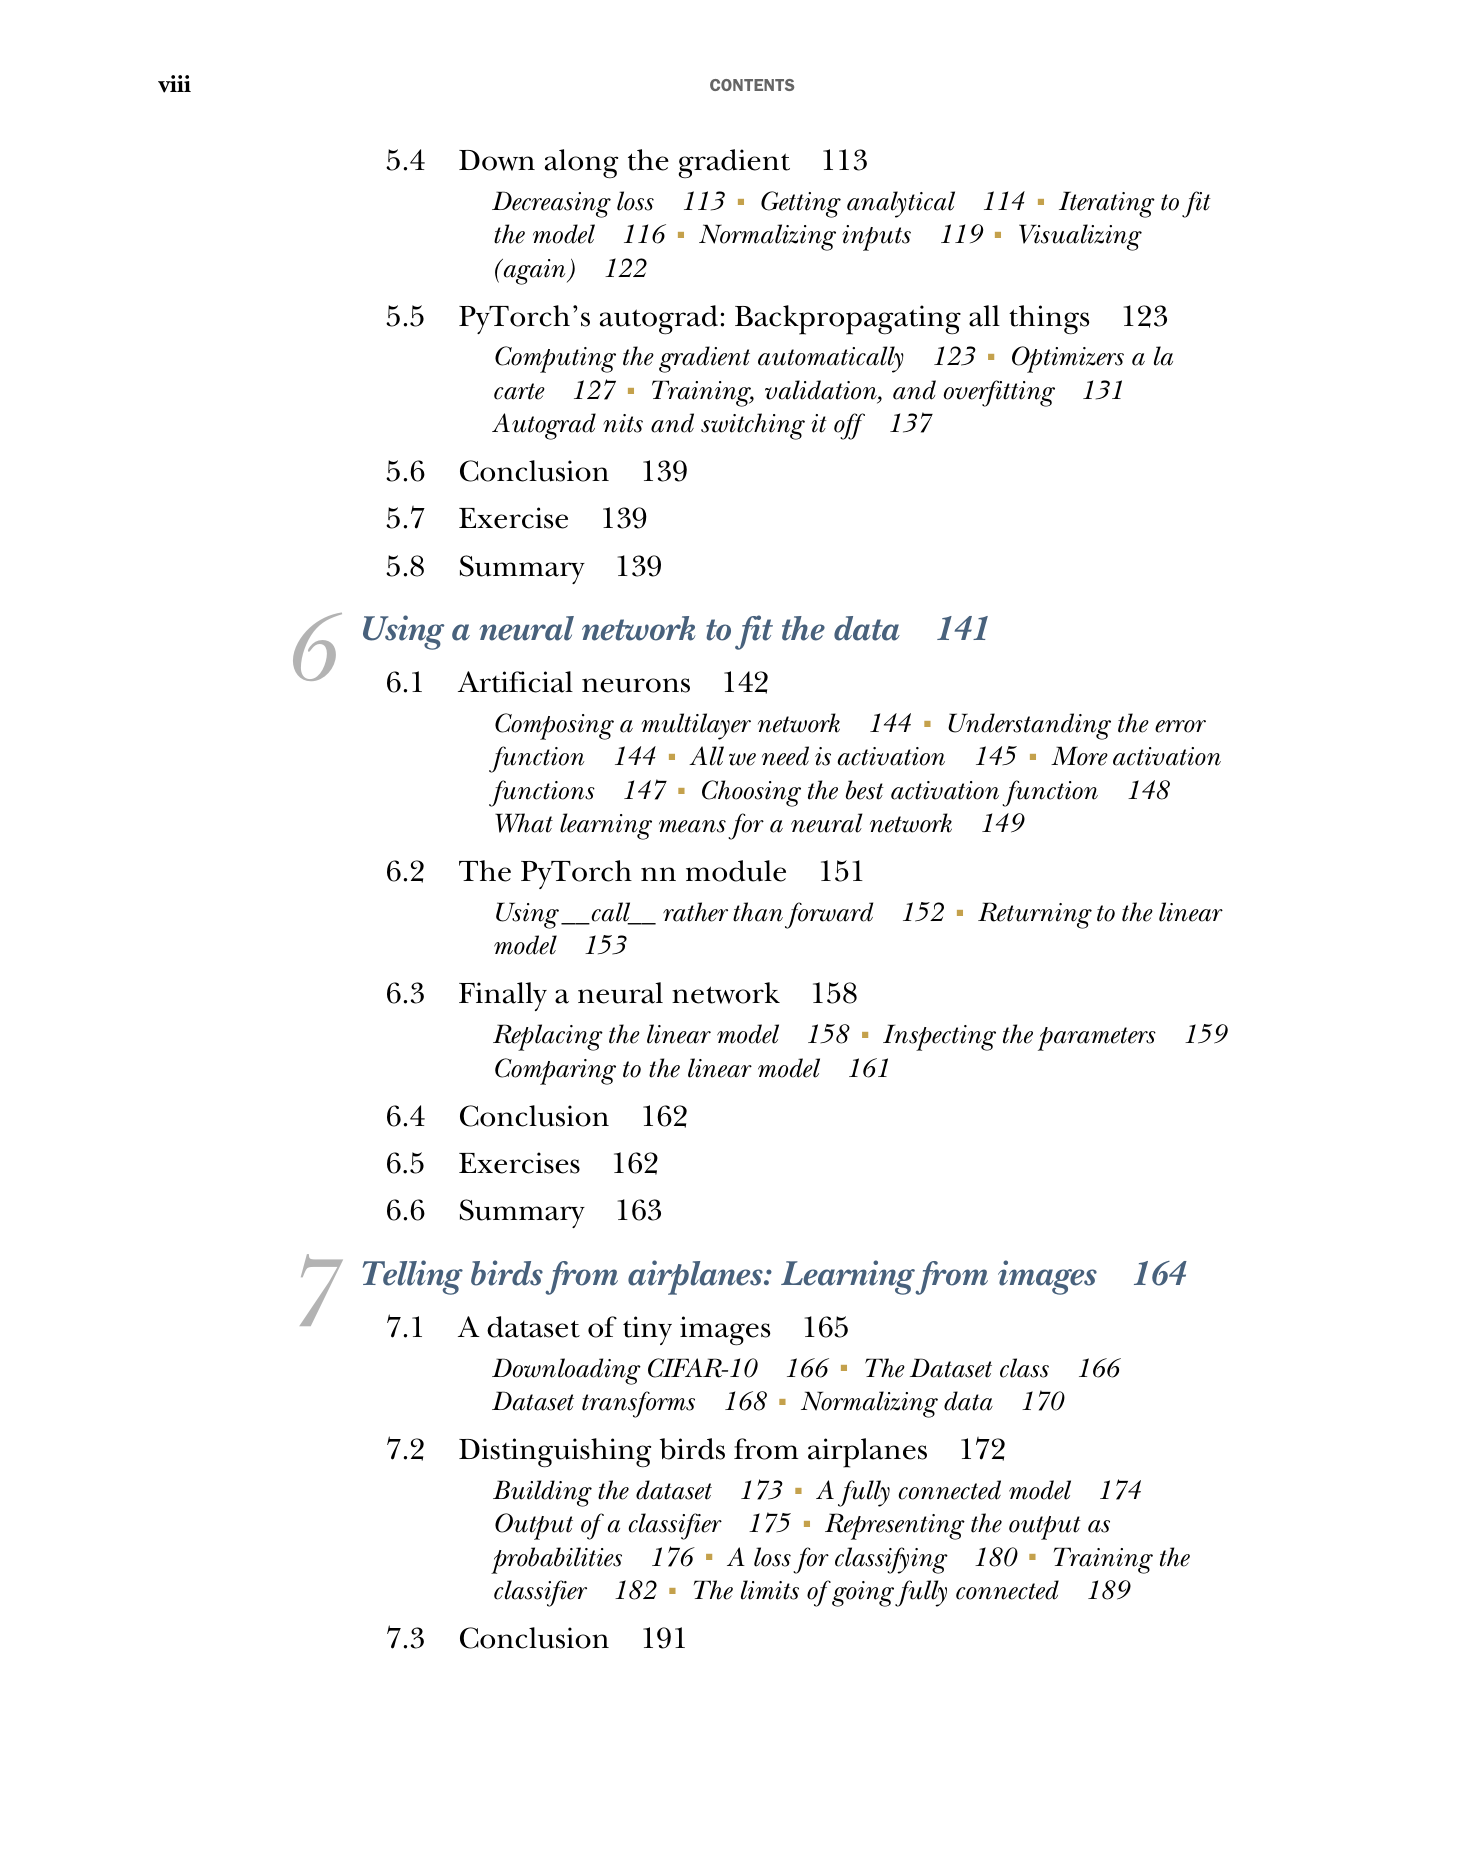 viii
CONTENTS
5.4 Down along the gradient 113
Decreasing loss 113 ▪ Getting analytical 114 ▪ Iterating to fit
the model 116 ▪ Normalizing inputs 119 ▪ Visualizing
(again) 122
5.5 PyTorch’s autograd: Backpropagating all things 123
Computing the gradient automatically 123 ▪ Optimizers a la
carte 127 ▪ Training, validation, and overfitting 131
Autograd nits and switching it off 137
5.6 Conclusion 139
5.7 Exercise 139
5.8 Summary 139
6 Using a neural network to fit the data 141
6.1 Artificial neurons 142
Composing a multilayer network 144 ▪ Understanding the error
function 144 ▪ All we need is activation 145 ▪ More activation
functions 147 ▪ Choosing the best activation function 148
What learning means for a neural network 149
6.2 The PyTorch nn module 151
Using __call__ rather than forward 152 ▪ Returning to the linear
model 153
6.3 Finally a neural network 158
Replacing the linear model 158 ▪ Inspecting the parameters 159
Comparing to the linear model 161
6.4 Conclusion 162
6.5 Exercises 162
6.6 Summary 163
7 Telling birds from airplanes: Learning from images 164
7.1 A dataset of tiny images 165
Downloading CIFAR-10 166 ▪ The Dataset class 166
Dataset transforms 168 ▪ Normalizing data 170
7.2 Distinguishing birds from airplanes 172
Building the dataset 173 ▪ A fully connected model 174
Output of a classifier 175 ▪ Representing the output as
probabilities 176 ▪ A loss for classifying 180 ▪ Training the
classifier 182 ▪ The limits of going fully connected 189
7.3 Conclusion 191